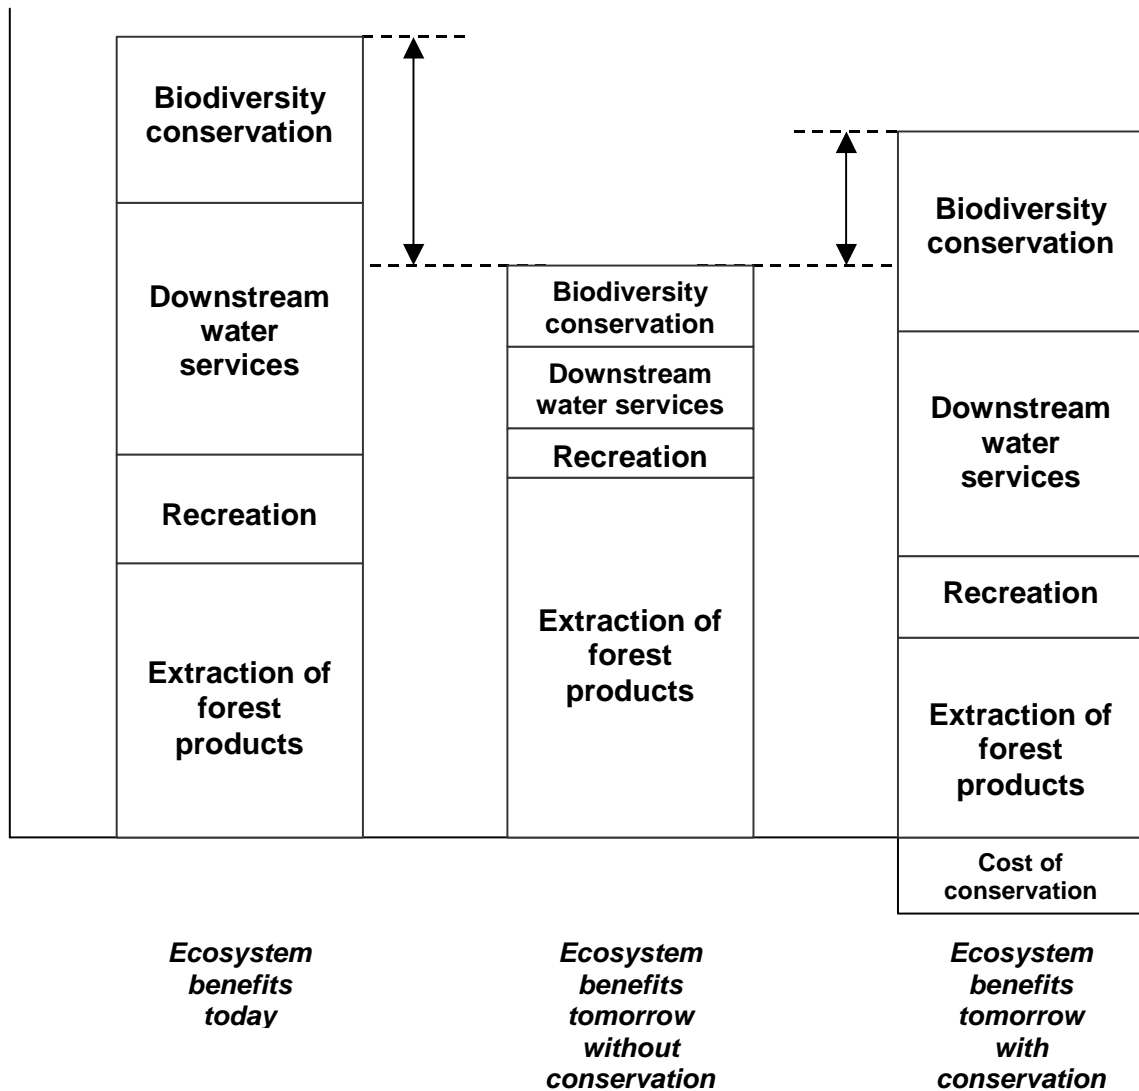 Biodiversity
conservation
Downstream
water
services
Recreation
Extraction of
forest
products
Biodiversity
conservation
Downstream
water services
Recreation
Extraction of
forest
products
Biodiversity
conservation
Downstream
water
services
Recreation
Extraction of
forest
products
Cost of
conservation
Ecosystem
benefits
today
Ecosystem
benefits
tomorrow
without
conservation
Ecosystem
benefits
tomorrow
with
conservation